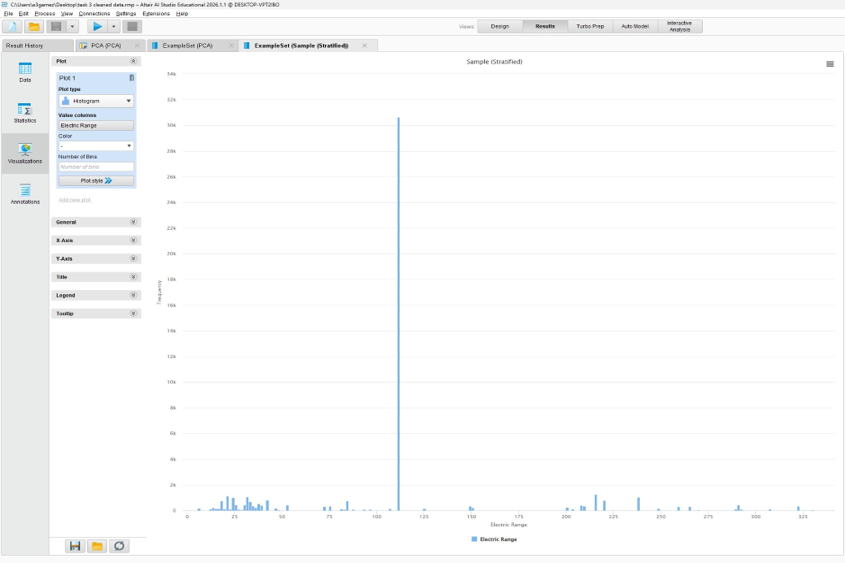 C:\Users\a3games\Desktop\task 3 cleaned data.rmp – Altair AI Studio Educational 2026.1.1 @ DESKTOP-VPT2IBO
File Edit Process View Connections Settings Extensions Help
Views: Design Results Turbo Prep Auto Model Interactive Analysis
Result History PCA (PCA) ExampleSet (PCA) ExampleSet (Sample (Stratified))
Data
Statistics
Visualizations
Annotations
Plot
Plot 1
Plot type
Histogram
Value columns
Electric Range
Color
-
Number of Bins
Number of bins
Plot style
Add new plot
General
X-Axis
Y-Axis
Title
Legend
Tooltip
Sample (Stratified)
34k
32k
30k
28k
26k
24k
22k
20k
18k
16k
14k
12k
10k
8k
6k
4k
2k
0
Frequency
0 25 50 75 100 125 150 175 200 225 250 275 300 325
Electric Range
Electric Range